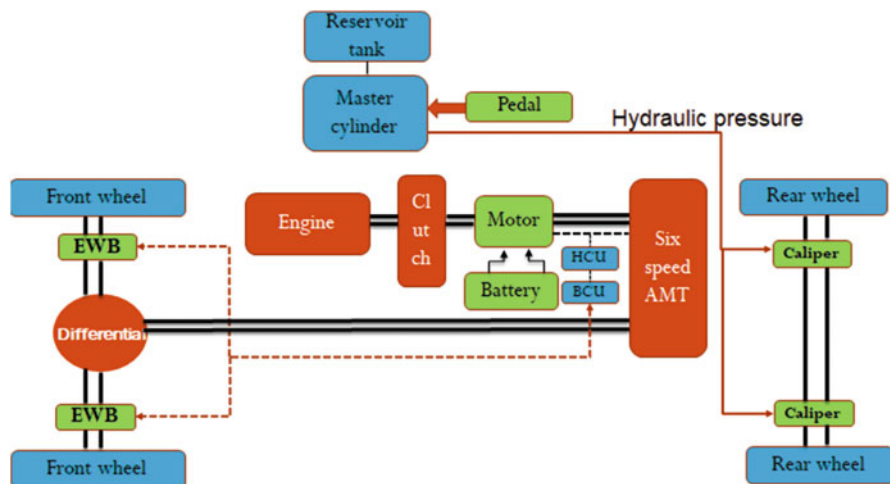 Reservoir
tank
Master
cylinder
Pedal
Hydraulic pressure
Front wheel
Rear wheel
EWB
Engine
Cl
ut
ch
Motor
HCU
BCU
Battery
Six
speed
AMT
Caliper
Differential
EWB
Caliper
Front wheel
Rear wheel